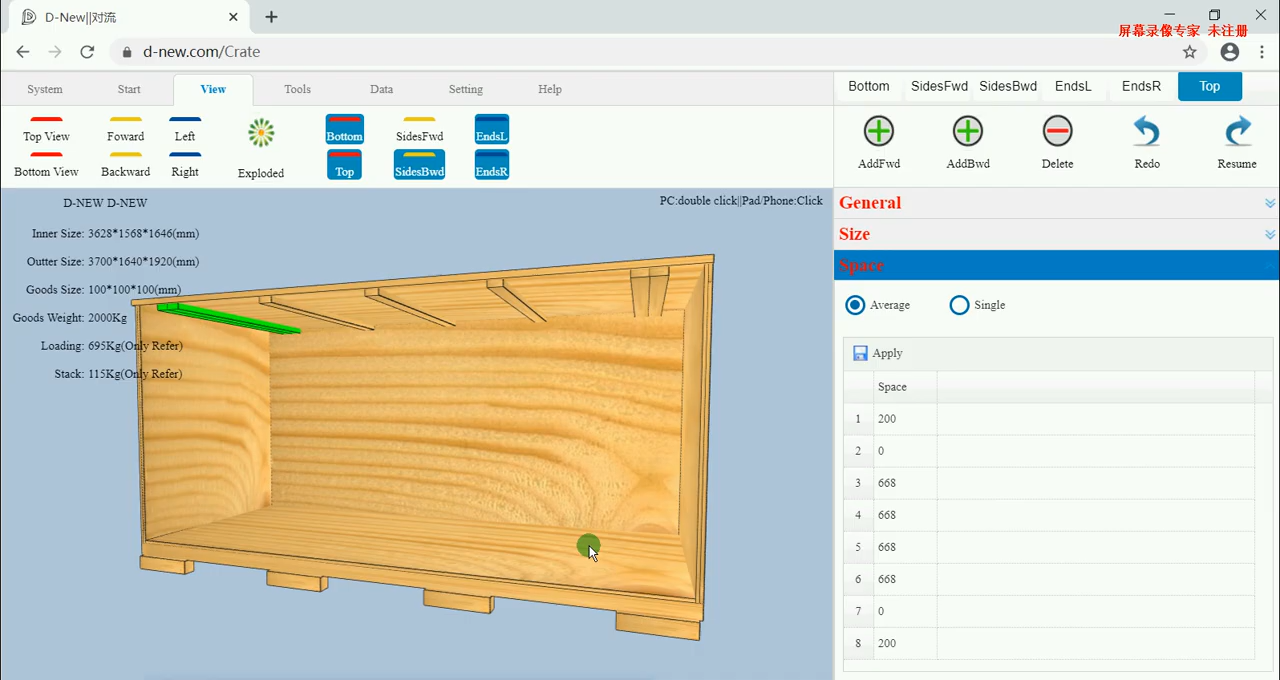 D-New||对流
屏幕录像专家 未注册
d-new.com/Crate
System Start View Tools Data Setting Help
Bottom SidesFwd SidesBwd EndsL EndsR Top
Top View Foward Left Bottom SidesFwd EndsL
Bottom View Backward Right Exploded Top SidesBwd EndsR
AddFwd AddBwd Delete Redo Resume
D-NEW D-NEW
PC:double click||Pad/Phone:Click
Inner Size: 3628*1568*1646(mm)
Outter Size: 3700*1640*1920(mm)
Goods Size: 100*100*100(mm)
Goods Weight: 2000Kg
Loading: 695Kg(Only Refer)
Stack: 115Kg(Only Refer)
General
Size
Space
Average Single
Apply
Space
1 200
2 0
3 668
4 668
5 668
6 668
7 0
8 200